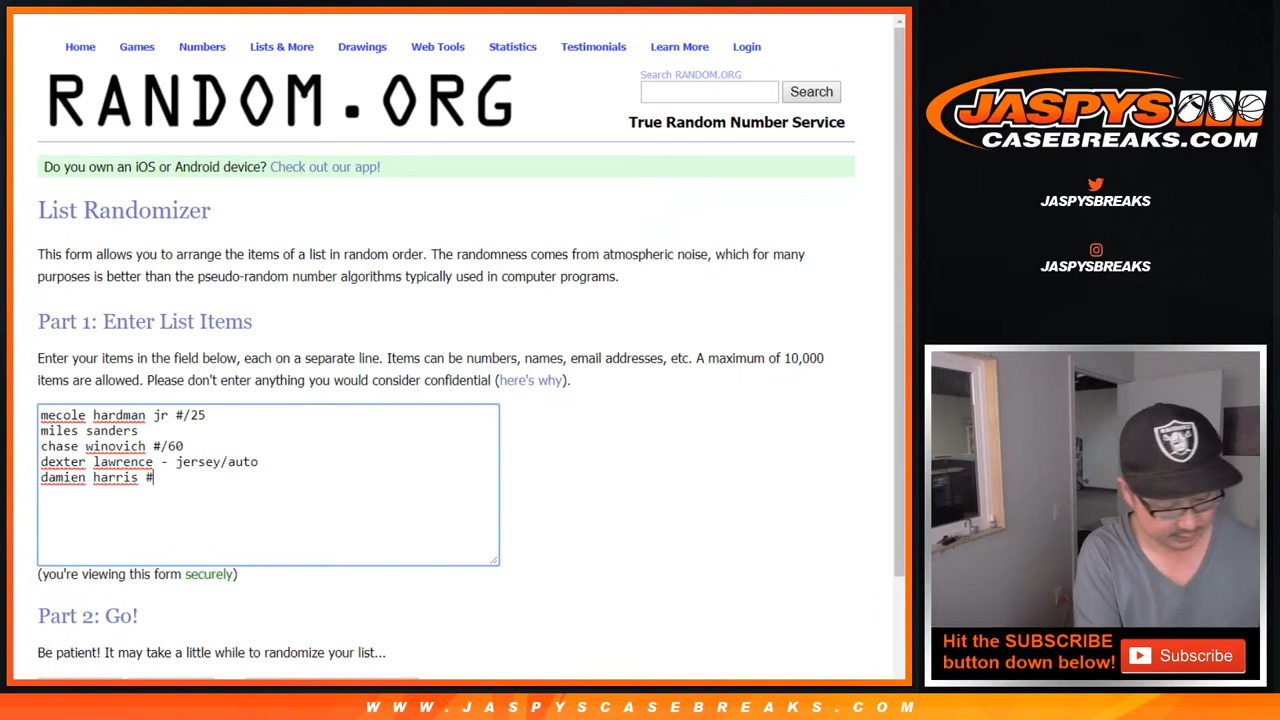 Home Games Numbers Lists & More Drawings Web Tools Statistics Testimonials Learn More Login
RANDOM.ORG
Search RANDOM.ORG
Search
True Random Number Service
Do you own an iOS or Android device? Check out our app!
List Randomizer
This form allows you to arrange the items of a list in random order. The randomness comes from atmospheric noise, which for many
purposes is better than the pseudo-random number algorithms typically used in computer programs.
Part 1: Enter List Items
Enter your items in the field below, each on a separate line. Items can be numbers, names, email addresses, etc. A maximum of 10,000
items are allowed. Please don't enter anything you would consider confidential (here's why).
mecole hardman jr #/25
miles sanders
chase winovich #/60
dexter lawrence - jersey/auto
damien harris #
(you're viewing this form securely)
Part 2: Go!
Be patient! It may take a little while to randomize your list...
JASPYS
CASEBREAKS.COM
JASPYSBREAKS
JASPYSBREAKS
RAIDERS
Hit the SUBSCRIBE
button down below!
Subscribe
WWW.JASPYSCASEBREAKS.COM